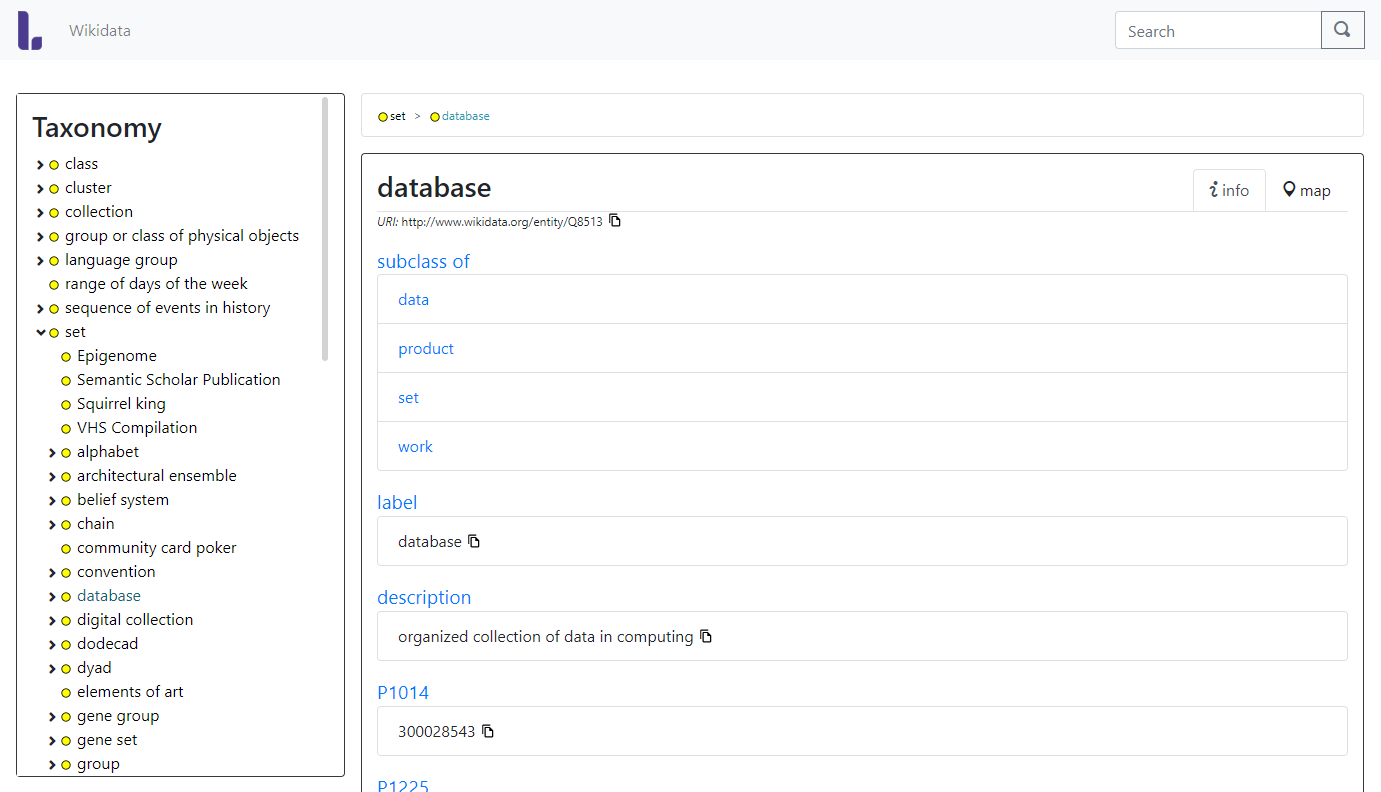 Wikidata
Search
Taxonomy
class
cluster
collection
group or class of physical objects
language group
range of days of the week
sequence of events in history
set
Epigenome
Semantic Scholar Publication
Squirrel king
VHS Compilation
alphabet
architectural ensemble
belief system
chain
community card poker
convention
database
digital collection
dodecad
dyad
elements of art
gene group
gene set
group
set > database
database
info
map
URI: http://www.wikidata.org/entity/Q8513
subclass of
data
product
set
work
label
database
description
organized collection of data in computing
P1014
300028543
P1225